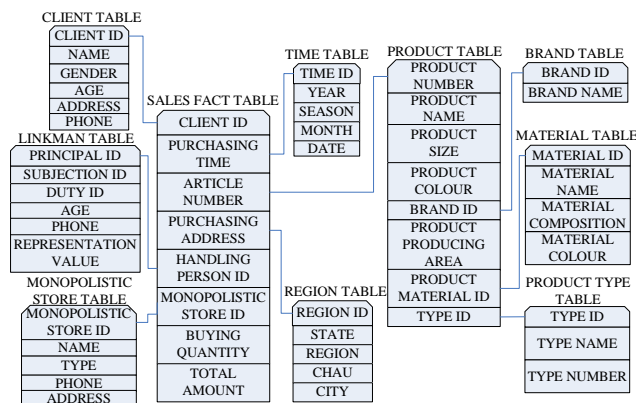 CLIENT TABLE
CLIENT ID
NAME
GENDER
AGE
ADDRESS
PHONE
LINKMAN TABLE
PRINCIPAL ID
SUBJECTION ID
DUTY ID
AGE
PHONE
REPRESENTATION
VALUE
MONOPOLISTIC
STORE TABLE
MONOPOLISTIC
STORE ID
NAME
TYPE
PHONE
ADDRESS
SALES FACT TABLE
CLIENT ID
PURCHASING
TIME
ARTICLE
NUMBER
PURCHASING
ADDRESS
HANDLING
PERSON ID
MONOPOLISTIC
STORE ID
BUYING
QUANTITY
TOTAL
AMOUNT
TIME TABLE
TIME ID
YEAR
SEASON
MONTH
DATE
REGION TABLE
REGION ID
STATE
REGION
CHAU
CITY
PRODUCT TABLE
PRODUCT
NUMBER
PRODUCT
NAME
PRODUCT
SIZE
PRODUCT
COLOUR
BRAND ID
PRODUCT
PRODUCING
AREA
PRODUCT
MATERIAL ID
TYPE ID
BRAND TABLE
BRAND ID
BRAND NAME
MATERIAL TABLE
MATERIAL ID
MATERIAL
NAME
MATERIAL
COMPOSITION
MATERIAL
COLOUR
PRODUCT TYPE
TABLE
TYPE ID
TYPE NAME
TYPE NUMBER